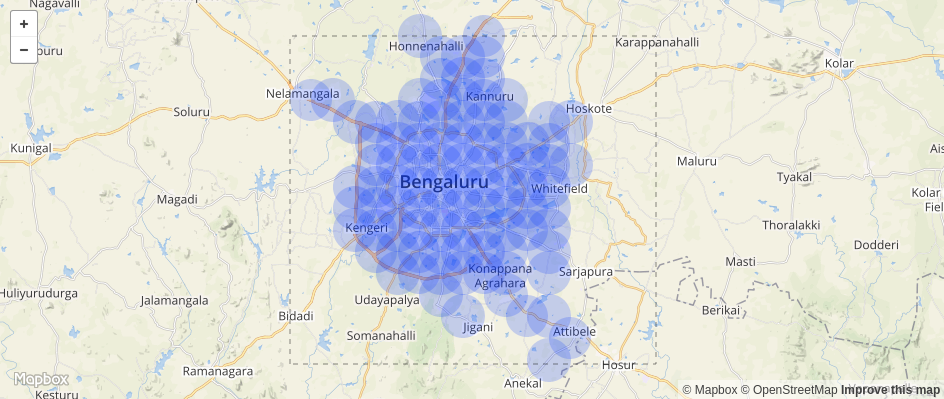 Nagavalli
+
−
Honnenahalli
Karappanahalli
Kolar
Nelamangala
Kannuru
Hoskote
Soluru
Kunigal
Maluru
Tyakal
Bengaluru
Whitefield
Magadi
Kolar
Kengeri
Thoralakki
Dodderi
Masti
Konappana
Agrahara
Sarjapura
Huliyurudurga
Jalamangala
Udayapalya
Berikai
Bidadi
Jigani
Attibele
Somanahalli
Hosur
Ramanagara
Mapbox
Anekal
Kesturu
© Mapbox © OpenStreetMap Improve this map